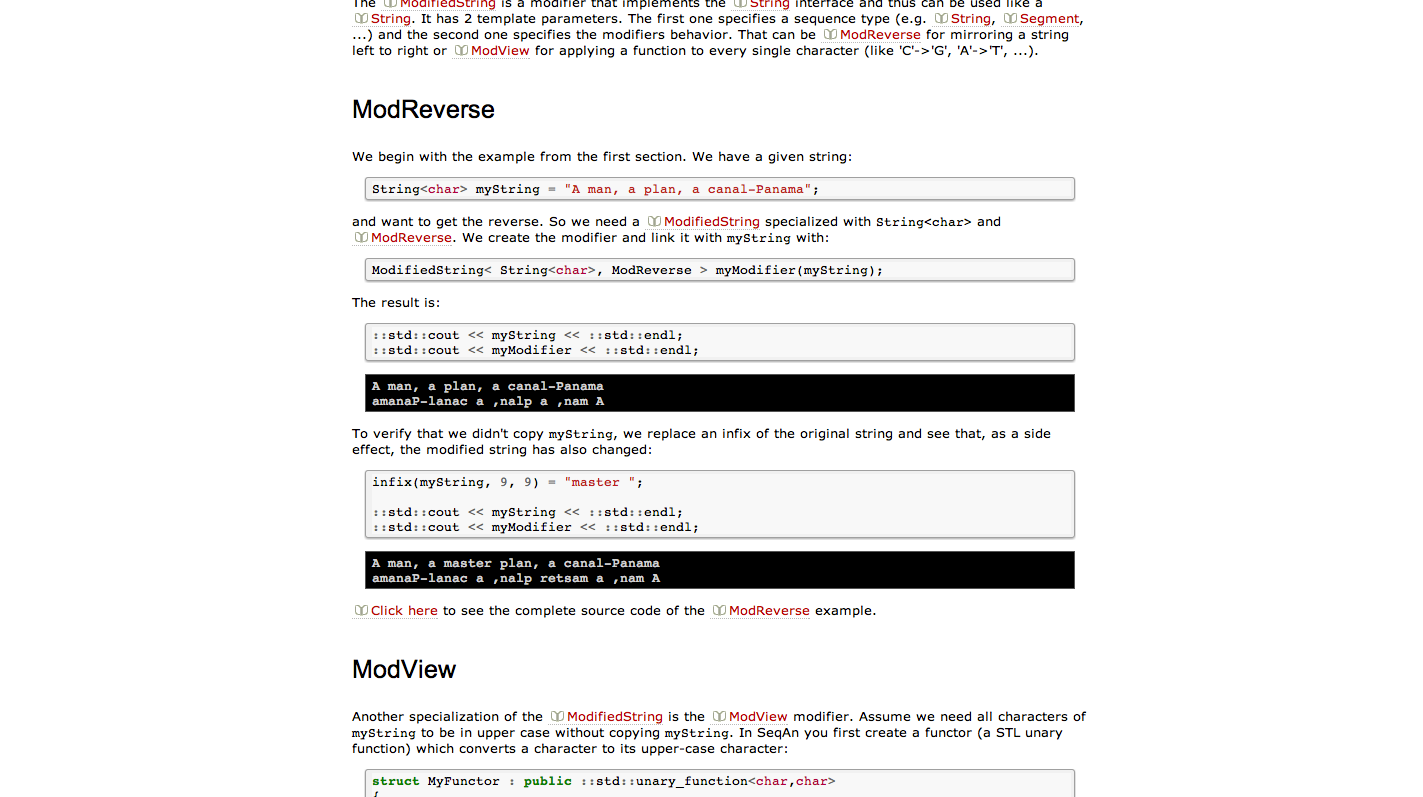 The ModifiedString is a modifier that implements the String interface and thus can be used like a
String. It has 2 template parameters. The first one specifies a sequence type (e.g. String, Segment,
...) and the second one specifies the modifiers behavior. That can be ModReverse for mirroring a string
left to right or ModView for applying a function to every single character (like 'C'->'G', 'A'->'T', ...).
ModReverse
We begin with the example from the first section. We have a given string:
String<char> myString = "A man, a plan, a canal-Panama";
and want to get the reverse. So we need a ModifiedString specialized with String<char> and
ModReverse. We create the modifier and link it with myString with:
ModifiedString< String<char>, ModReverse > myModifier(myString);
The result is:
::std::cout << myString << ::std::endl;
::std::cout << myModifier << ::std::endl;
A man, a plan, a canal-Panama
amanaP-lanac a ,nalp a ,nam A
To verify that we didn't copy myString, we replace an infix of the original string and see that, as a side
effect, the modified string has also changed:
infix(myString, 9, 9) = "master ";
::std::cout << myString << ::std::endl;
::std::cout << myModifier << ::std::endl;
A man, a master plan, a canal-Panama
amanaP-lanac a ,nalp retsam a ,nam A
Click here to see the complete source code of the ModReverse example.
ModView
Another specialization of the ModifiedString is the ModView modifier. Assume we need all characters of
myString to be in upper case without copying myString. In SeqAn you first create a functor (a STL unary
function) which converts a character to its upper-case character:
struct MyFunctor : public ::std::unary_function<char,char>
{